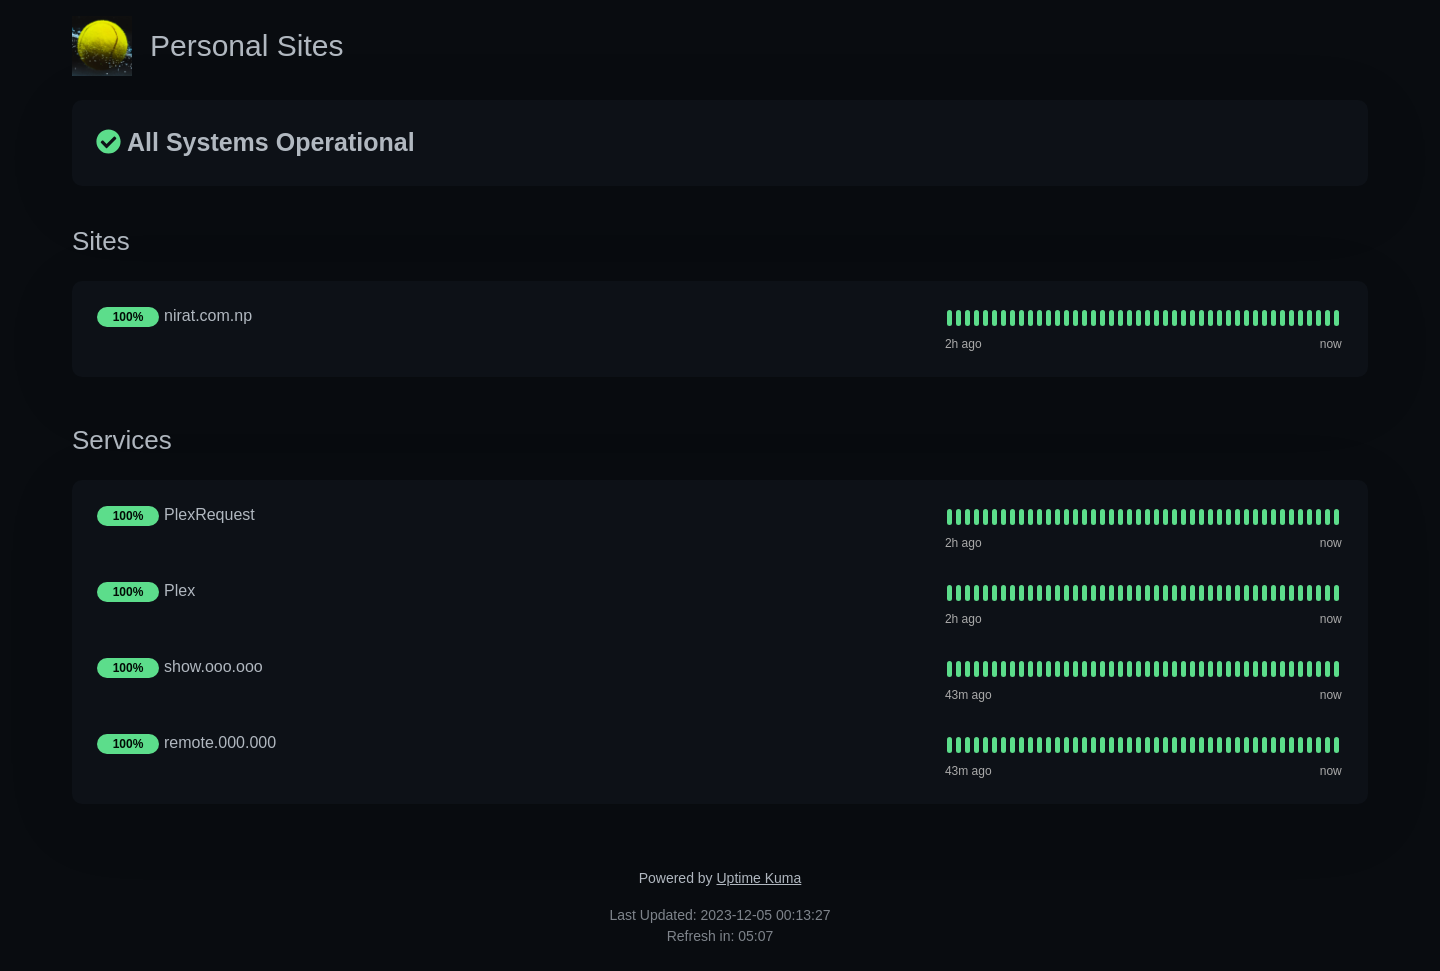 Personal Sites
All Systems Operational
Sites
100% nirat.com.np
2h ago now
Services
100% PlexRequest
2h ago now
100% Plex
2h ago now
100% show.ooo.ooo
43m ago now
100% remote.000.000
43m ago now
Powered by Uptime Kuma
Last Updated: 2023-12-05 00:13:27
Refresh in: 05:07